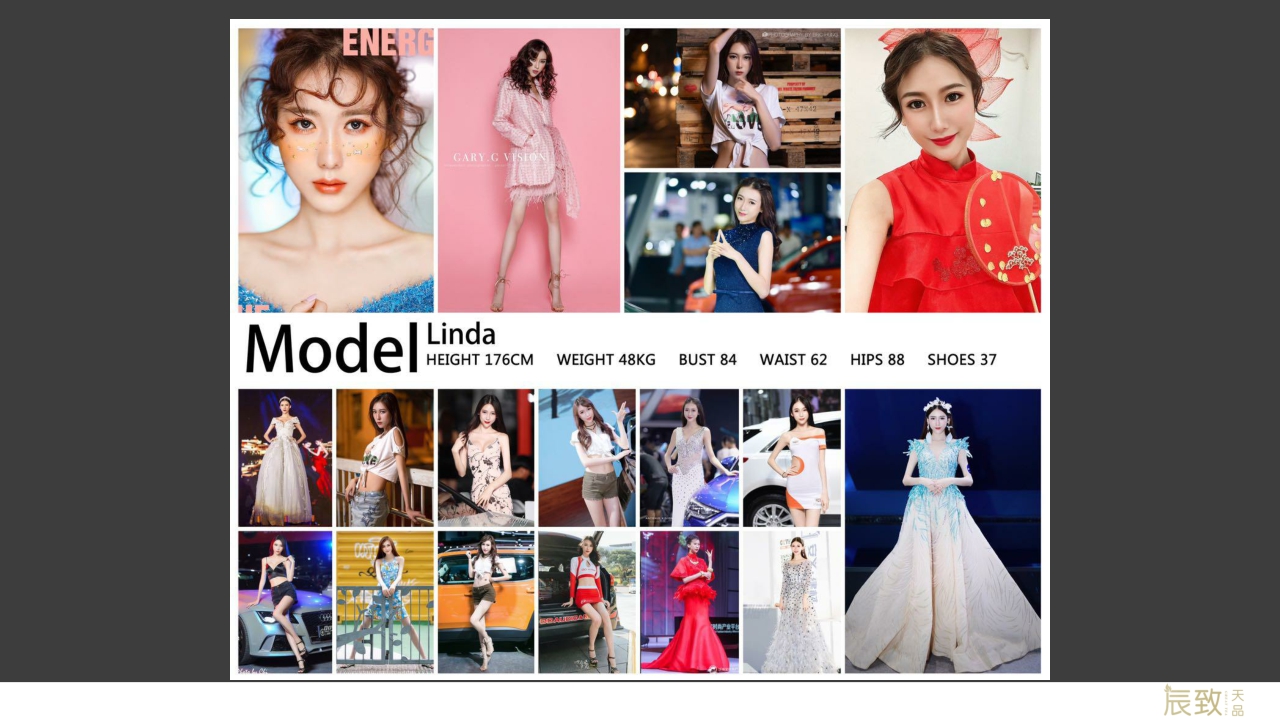 ENERG
GARY.G VISION
LOVE
Model
Linda
HEIGHT 176CM WEIGHT 48KG BUST 84 WAIST 62 HIPS 88 SHOES 37
辰致
天品